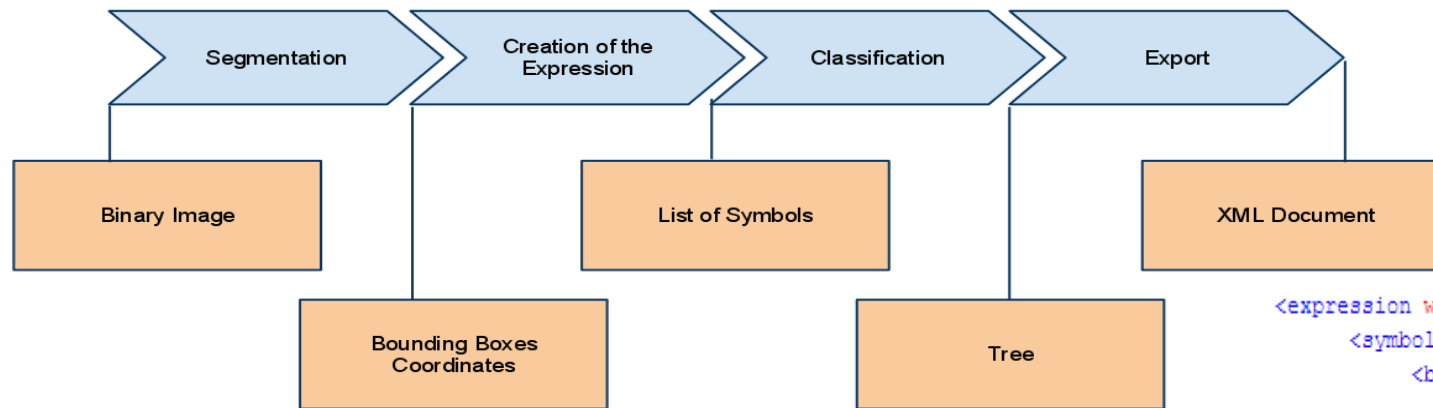 Segmentation
Creation of the
Expression
Classification
Export
Binary Image
List of Symbols
XML Document
Bounding Boxes
Coordinates
Tree
<expression w
<symbol
<b